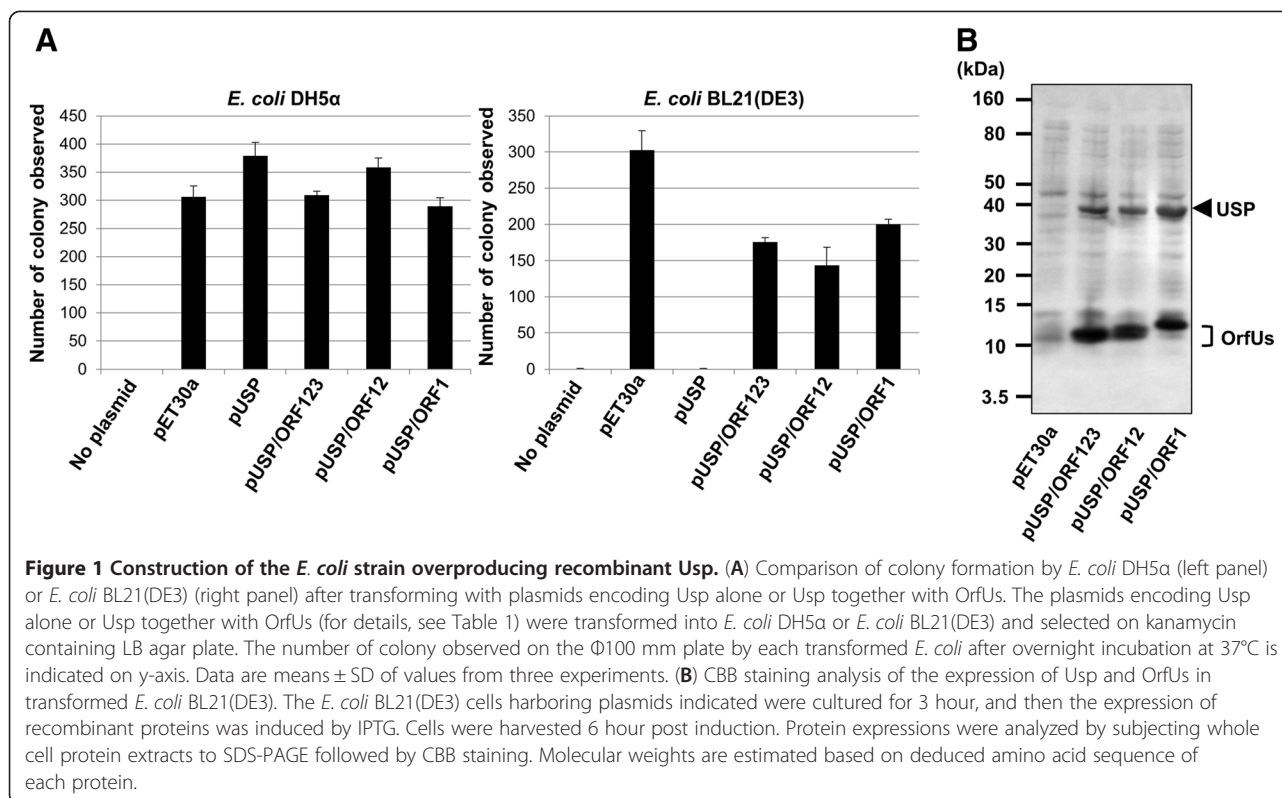 A
E. coli DH5α
Number of colony observed
450
400
350
300
250
200
150
100
50
0
No plasmid
pET30a
pUSP
pUSP/ORF123
pUSP/ORF12
pUSP/ORF1
E. coli BL21(DE3)
Number of colony observed
350
300
250
200
150
100
50
0
No plasmid
pET30a
pUSP
pUSP/ORF123
pUSP/ORF12
pUSP/ORF1
B
(kDa)
160
80
50
40
30
20
15
10
3.5
USP
OrfUs
pET30a
pUSP/ORF123
pUSP/ORF12
pUSP/ORF1
Figure 1 Construction of the E. coli strain overproducing recombinant Usp. (A) Comparison of colony formation by E. coli DH5α (left panel)
or E. coli BL21(DE3) (right panel) after transforming with plasmids encoding Usp alone or Usp together with OrfUs. The plasmids encoding Usp
alone or Usp together with OrfUs (for details, see Table 1) were transformed into E. coli DH5α or E. coli BL21(DE3) and selected on kanamycin
containing LB agar plate. The number of colony observed on the Φ100 mm plate by each transformed E. coli after overnight incubation at 37°C is
indicated on y-axis. Data are means ± SD of values from three experiments. (B) CBB staining analysis of the expression of Usp and OrfUs in
transformed E. coli BL21(DE3). The E. coli BL21(DE3) cells harboring plasmids indicated were cultured for 3 hour, and then the expression of
recombinant proteins was induced by IPTG. Cells were harvested 6 hour post induction. Protein expressions were analyzed by subjecting whole
cell protein extracts to SDS-PAGE followed by CBB staining. Molecular weights are estimated based on deduced amino acid sequence of
each protein.